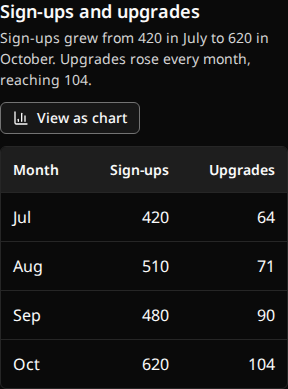 Sign-ups and upgrades
Sign-ups grew from 420 in July to 620 in
October. Upgrades rose every month,
reaching 104.
View as chart
Month Sign-ups Upgrades
Jul 420 64
Aug 510 71
Sep 480 90
Oct 620 104